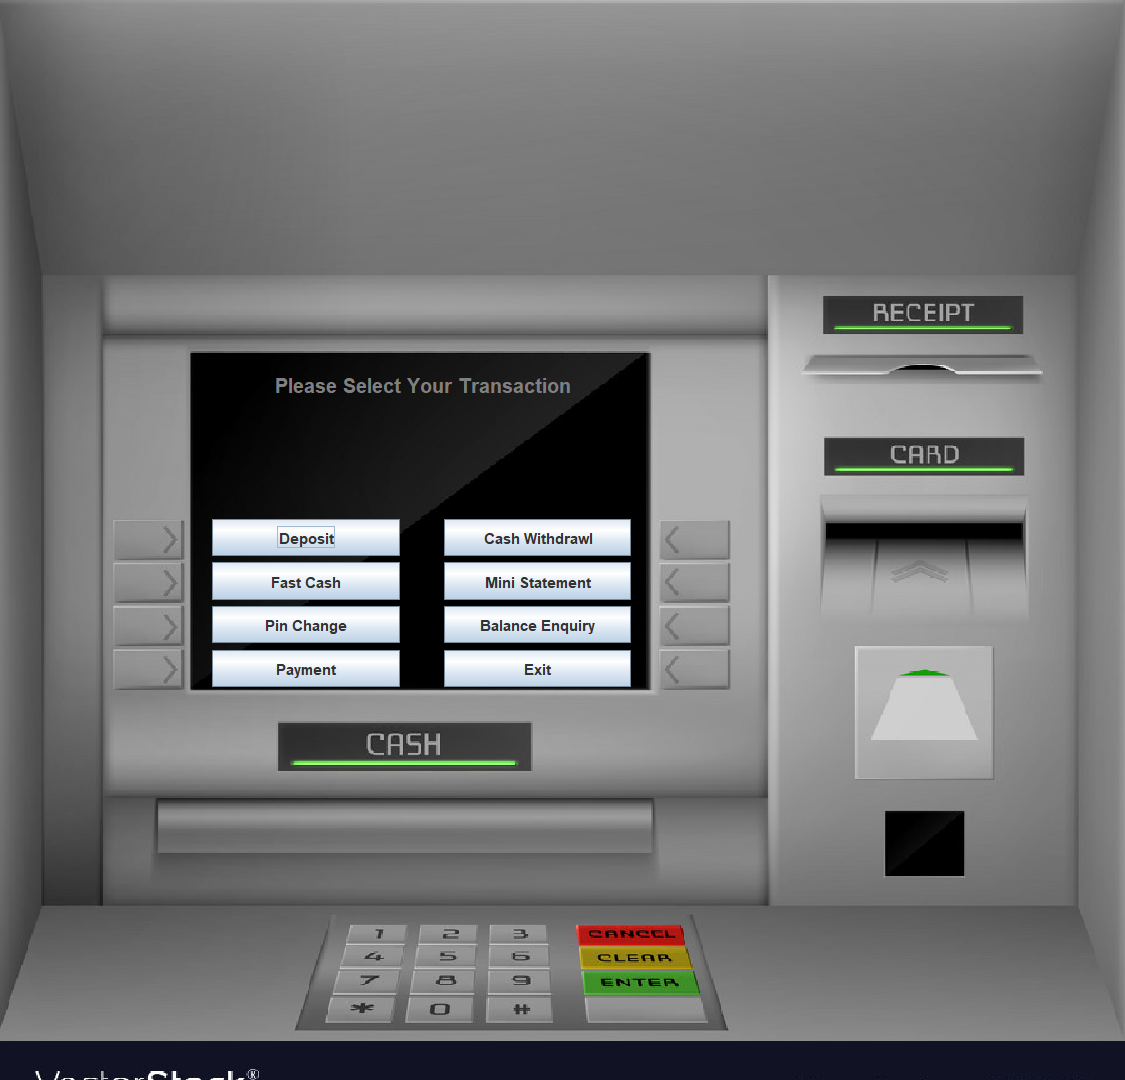 RECEIPT
Please Select Your Transaction
CARD
Deposit
Cash Withdrawl
Fast Cash
Mini Statement
Pin Change
Balance Enquiry
Payment
Exit
CASH
1 2 3 CANCEL
4 5 6 CLEAR
7 8 9 ENTER
* 0 #
VectorStock®